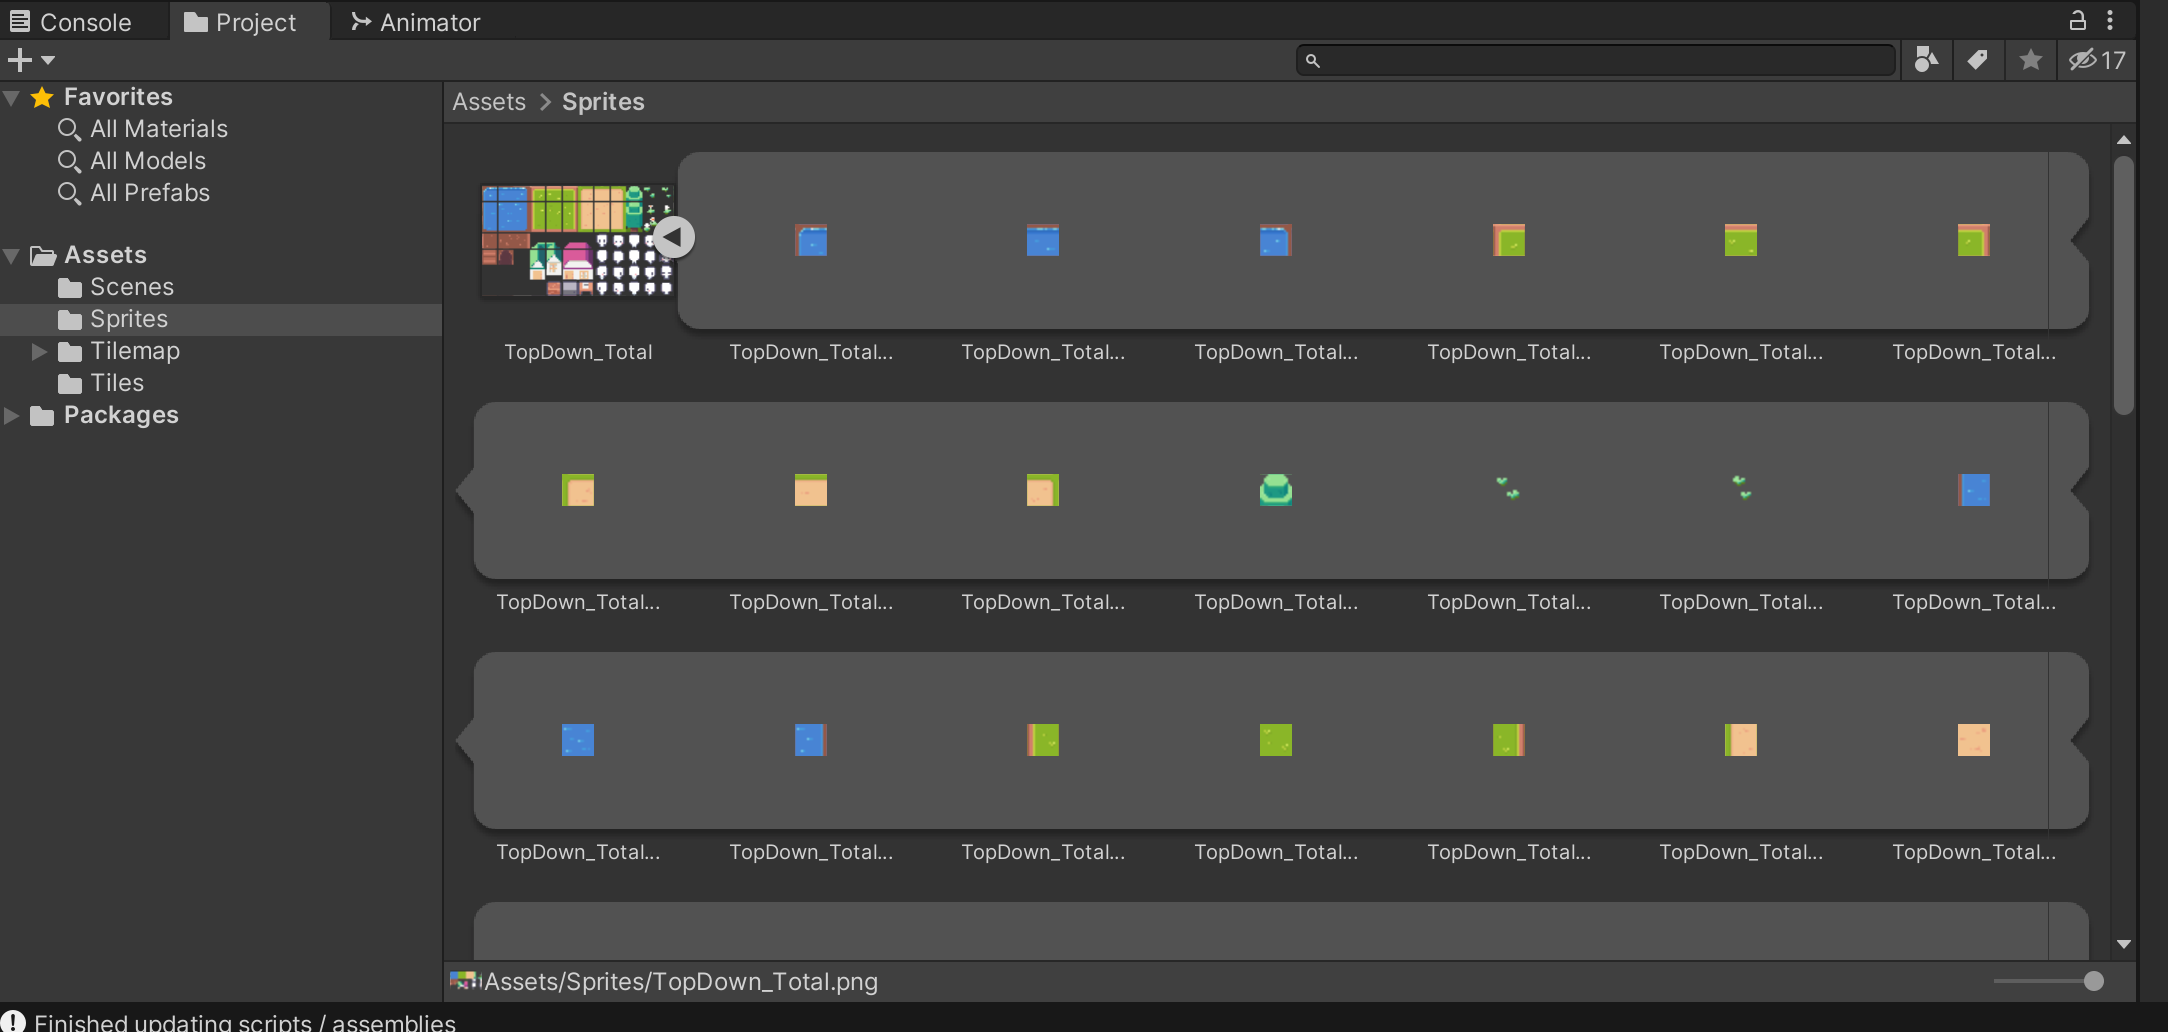 Console Project Animator
17
Favorites
All Materials
All Models
All Prefabs
Assets
Scenes
Sprites
Tilemap
Tiles
Packages
Assets > Sprites
TopDown_Total TopDown_Total... TopDown_Total... TopDown_Total... TopDown_Total... TopDown_Total... TopDown_Total...
TopDown_Total... TopDown_Total... TopDown_Total... TopDown_Total... TopDown_Total... TopDown_Total... TopDown_Total...
TopDown_Total... TopDown_Total... TopDown_Total... TopDown_Total... TopDown_Total... TopDown_Total... TopDown_Total...
Assets/Sprites/TopDown_Total.png
Finished updating scripts / assemblies